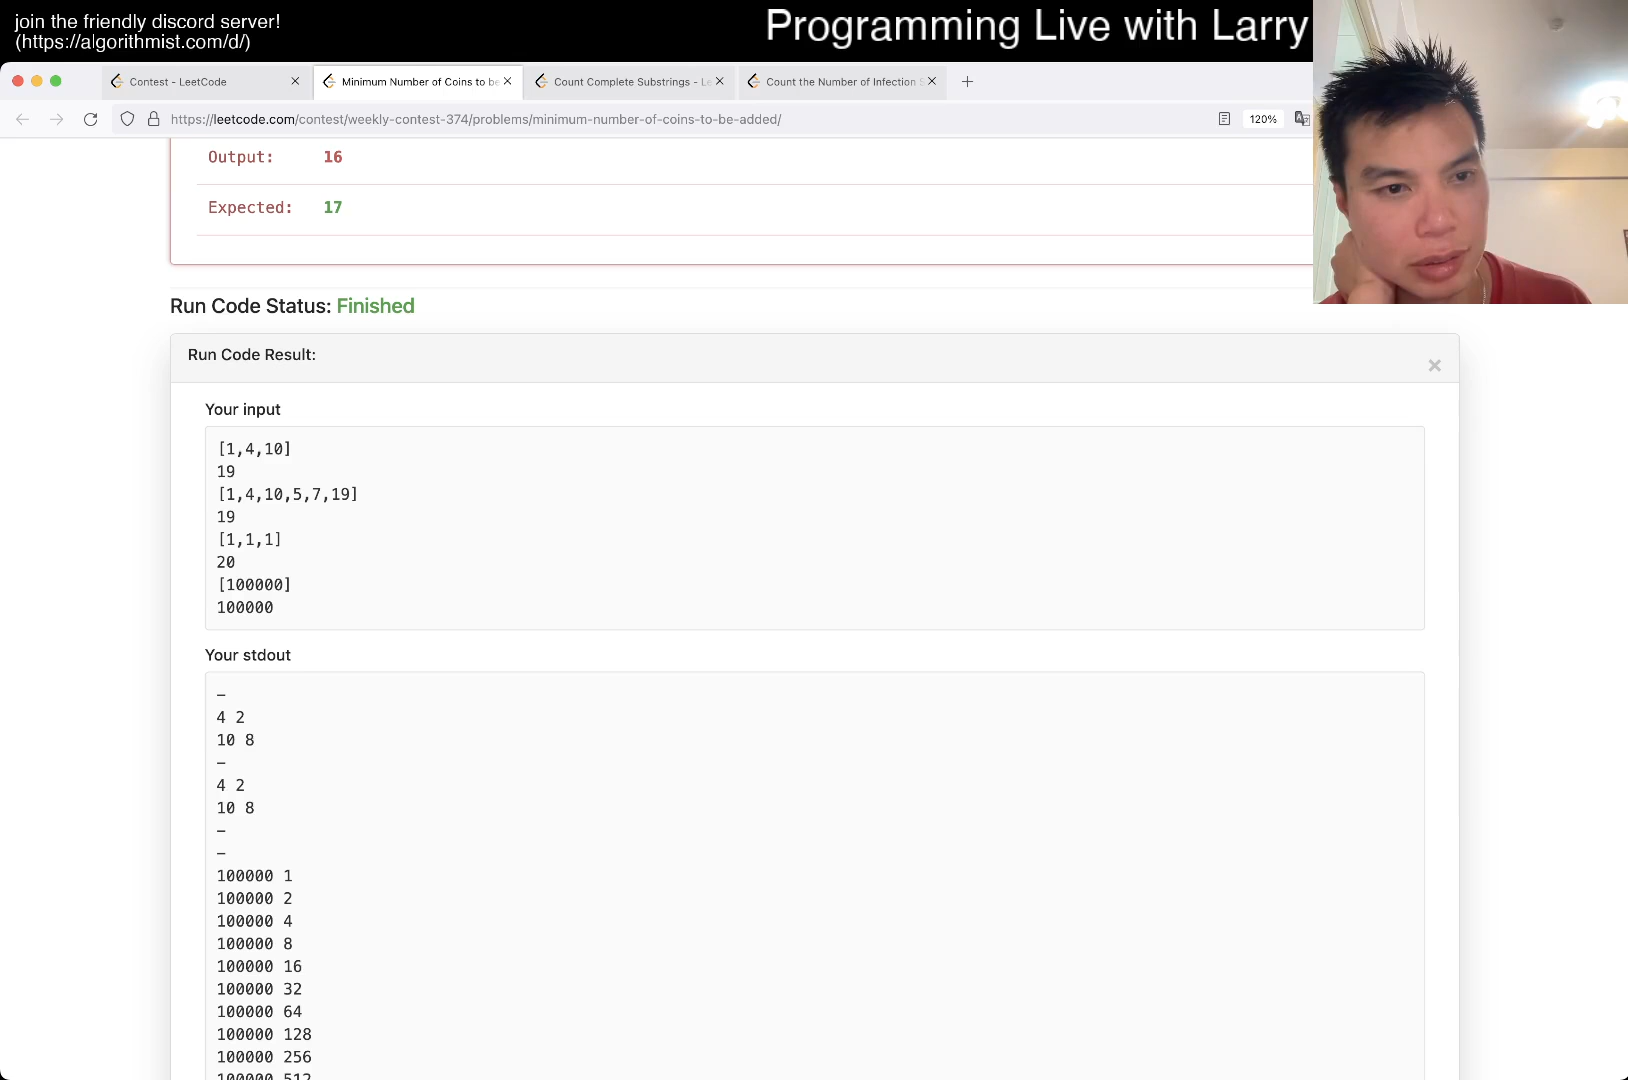 join the friendly discord server!
(https://algorithmist.com/d/)
Programming Live with Larry
Contest - LeetCode
Minimum Number of Coins to be
Count Complete Substrings - Le
Count the Number of Infection S
https://leetcode.com/contest/weekly-contest-374/problems/minimum-number-of-coins-to-be-added/
120%
Output: 16
Expected: 17
Run Code Status: Finished
Run Code Result:
Your input
[1,4,10]
19
[1,4,10,5,7,19]
19
[1,1,1]
20
[100000]
100000
Your stdout
–
4 2
10 8
–
4 2
10 8
–
–
100000 1
100000 2
100000 4
100000 8
100000 16
100000 32
100000 64
100000 128
100000 256
100000 512